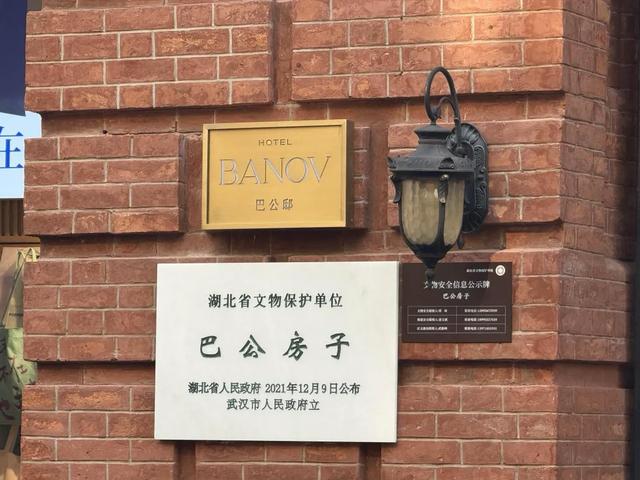 在
HOTEL
BANOV
巴公邸
湖北省文物保护单位
巴公房子
湖北省人民政府 2021年12月9日公布
武汉市人民政府立
文物安全信息公示牌
巴公房子